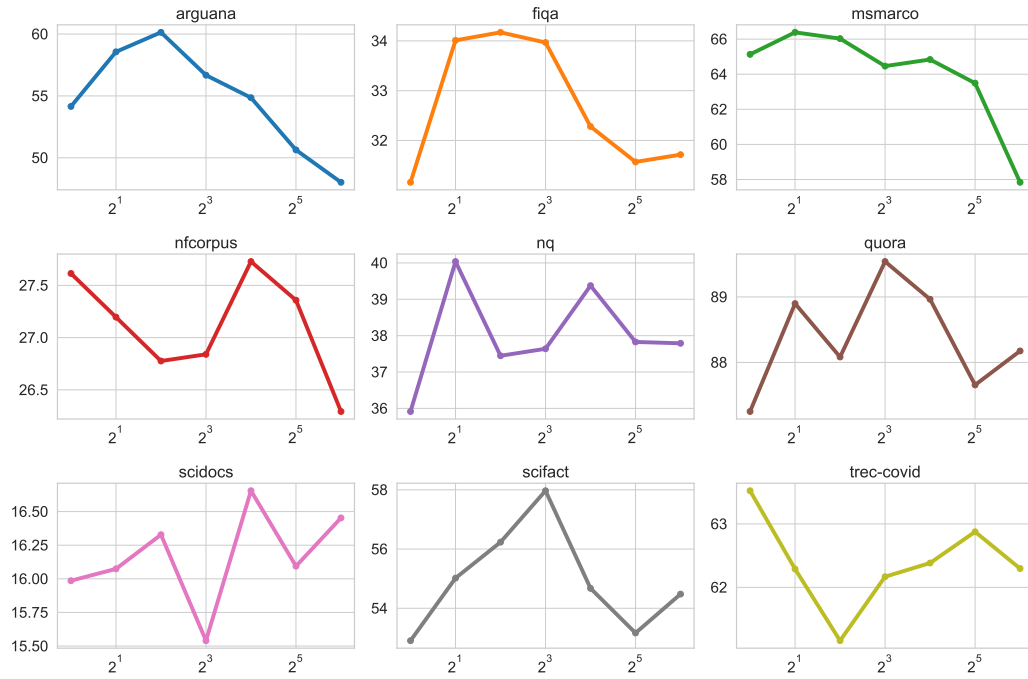 arguana fiqa msmarco
60
55
50
2^1 2^3 2^5
34
33
32
2^1 2^3 2^5
66
64
62
60
58
2^1 2^3 2^5
nfcorpus nq quora
27.5
27.0
26.5
2^1 2^3 2^5
40
39
38
37
36
2^1 2^3 2^5
89
88
2^1 2^3 2^5
scidocs scifact trec-covid
16.50
16.25
16.00
15.75
15.50
2^1 2^3 2^5
58
56
54
2^1 2^3 2^5
63
62
2^1 2^3 2^5